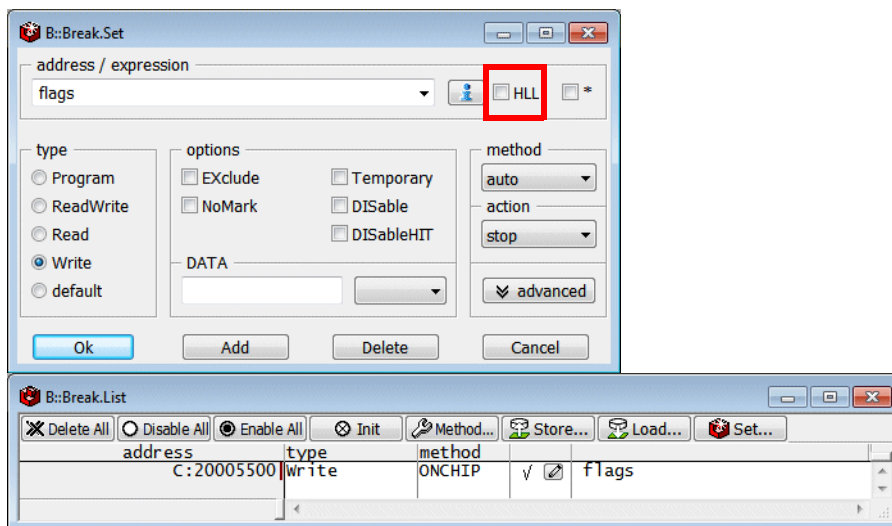 B::Break.Set
address / expression
flags
i HLL *
type options method
Program EXclude Temporary auto
ReadWrite NoMark DISable action
Read DISableHIT stop
Write DATA
default advanced
Ok Add Delete Cancel
B::Break.List
Delete All Disable All Enable All Init Method... Store... Load... Set...
address type method
C:20005500 Write ONCHIP √ flags